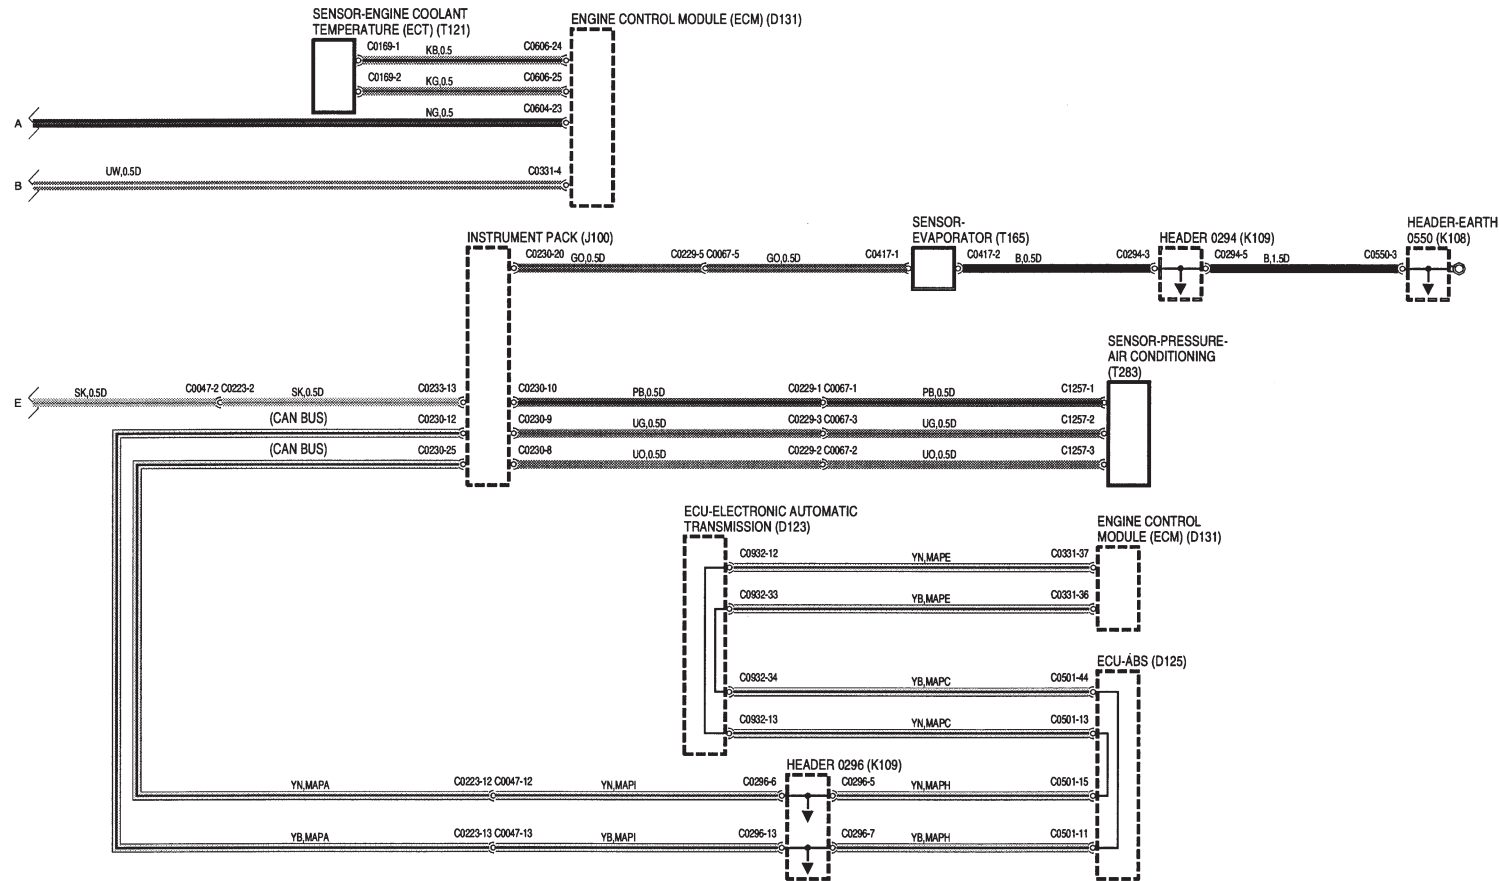 SENSOR-ENGINE COOLANT
TEMPERATURE (ECT) (T121)
ENGINE CONTROL MODULE (ECM) (D131)
C0169-1
KB,0.5
C0606-24
C0169-2
KG,0.5
C0606-25
A
NG,0.5
C0604-23
B
UW,0.5D
C0331-4
INSTRUMENT PACK (J100)
SENSOR-
EVAPORATOR (T165)
HEADER 0294 (K109)
HEADER-EARTH
0550 (K108)
C0230-20
GO,0.5D
C0229-5 C0067-5
GO,0.5D
C0417-1
C0417-2
B,0.5D
C0294-3
C0294-5
B,1.5D
C0550-3
SENSOR-PRESSURE-
AIR CONDITIONING
(T283)
E
SK,0.5D
C0047-2 C0223-2
SK,0.5D
C0233-13
C0230-10
PB,0.5D
C0229-1 C0067-1
PB,0.5D
C1257-1
(CAN BUS)
C0230-12
C0230-9
UG,0.5D
C0229-3 C0067-3
UG,0.5D
C1257-2
(CAN BUS)
C0230-25
C0230-8
UO,0.5D
C0229-2 C0067-2
UO,0.5D
C1257-3
ECU-ELECTRONIC AUTOMATIC
TRANSMISSION (D123)
ENGINE CONTROL
MODULE (ECM) (D131)
C0932-12
YN,MAPE
C0331-37
C0932-33
YB,MAPE
C0331-36
ECU-ABS (D125)
C0932-34
YB,MAPC
C0501-44
C0932-13
YN,MAPC
C0501-13
HEADER 0296 (K109)
YN,MAPA
C0223-12 C0047-12
YN,MAPI
C0296-6
C0296-5
YN,MAPH
C0501-15
YB,MAPA
C0223-13 C0047-13
YB,MAPI
C0296-13
C0296-7
YB,MAPH
C0501-11